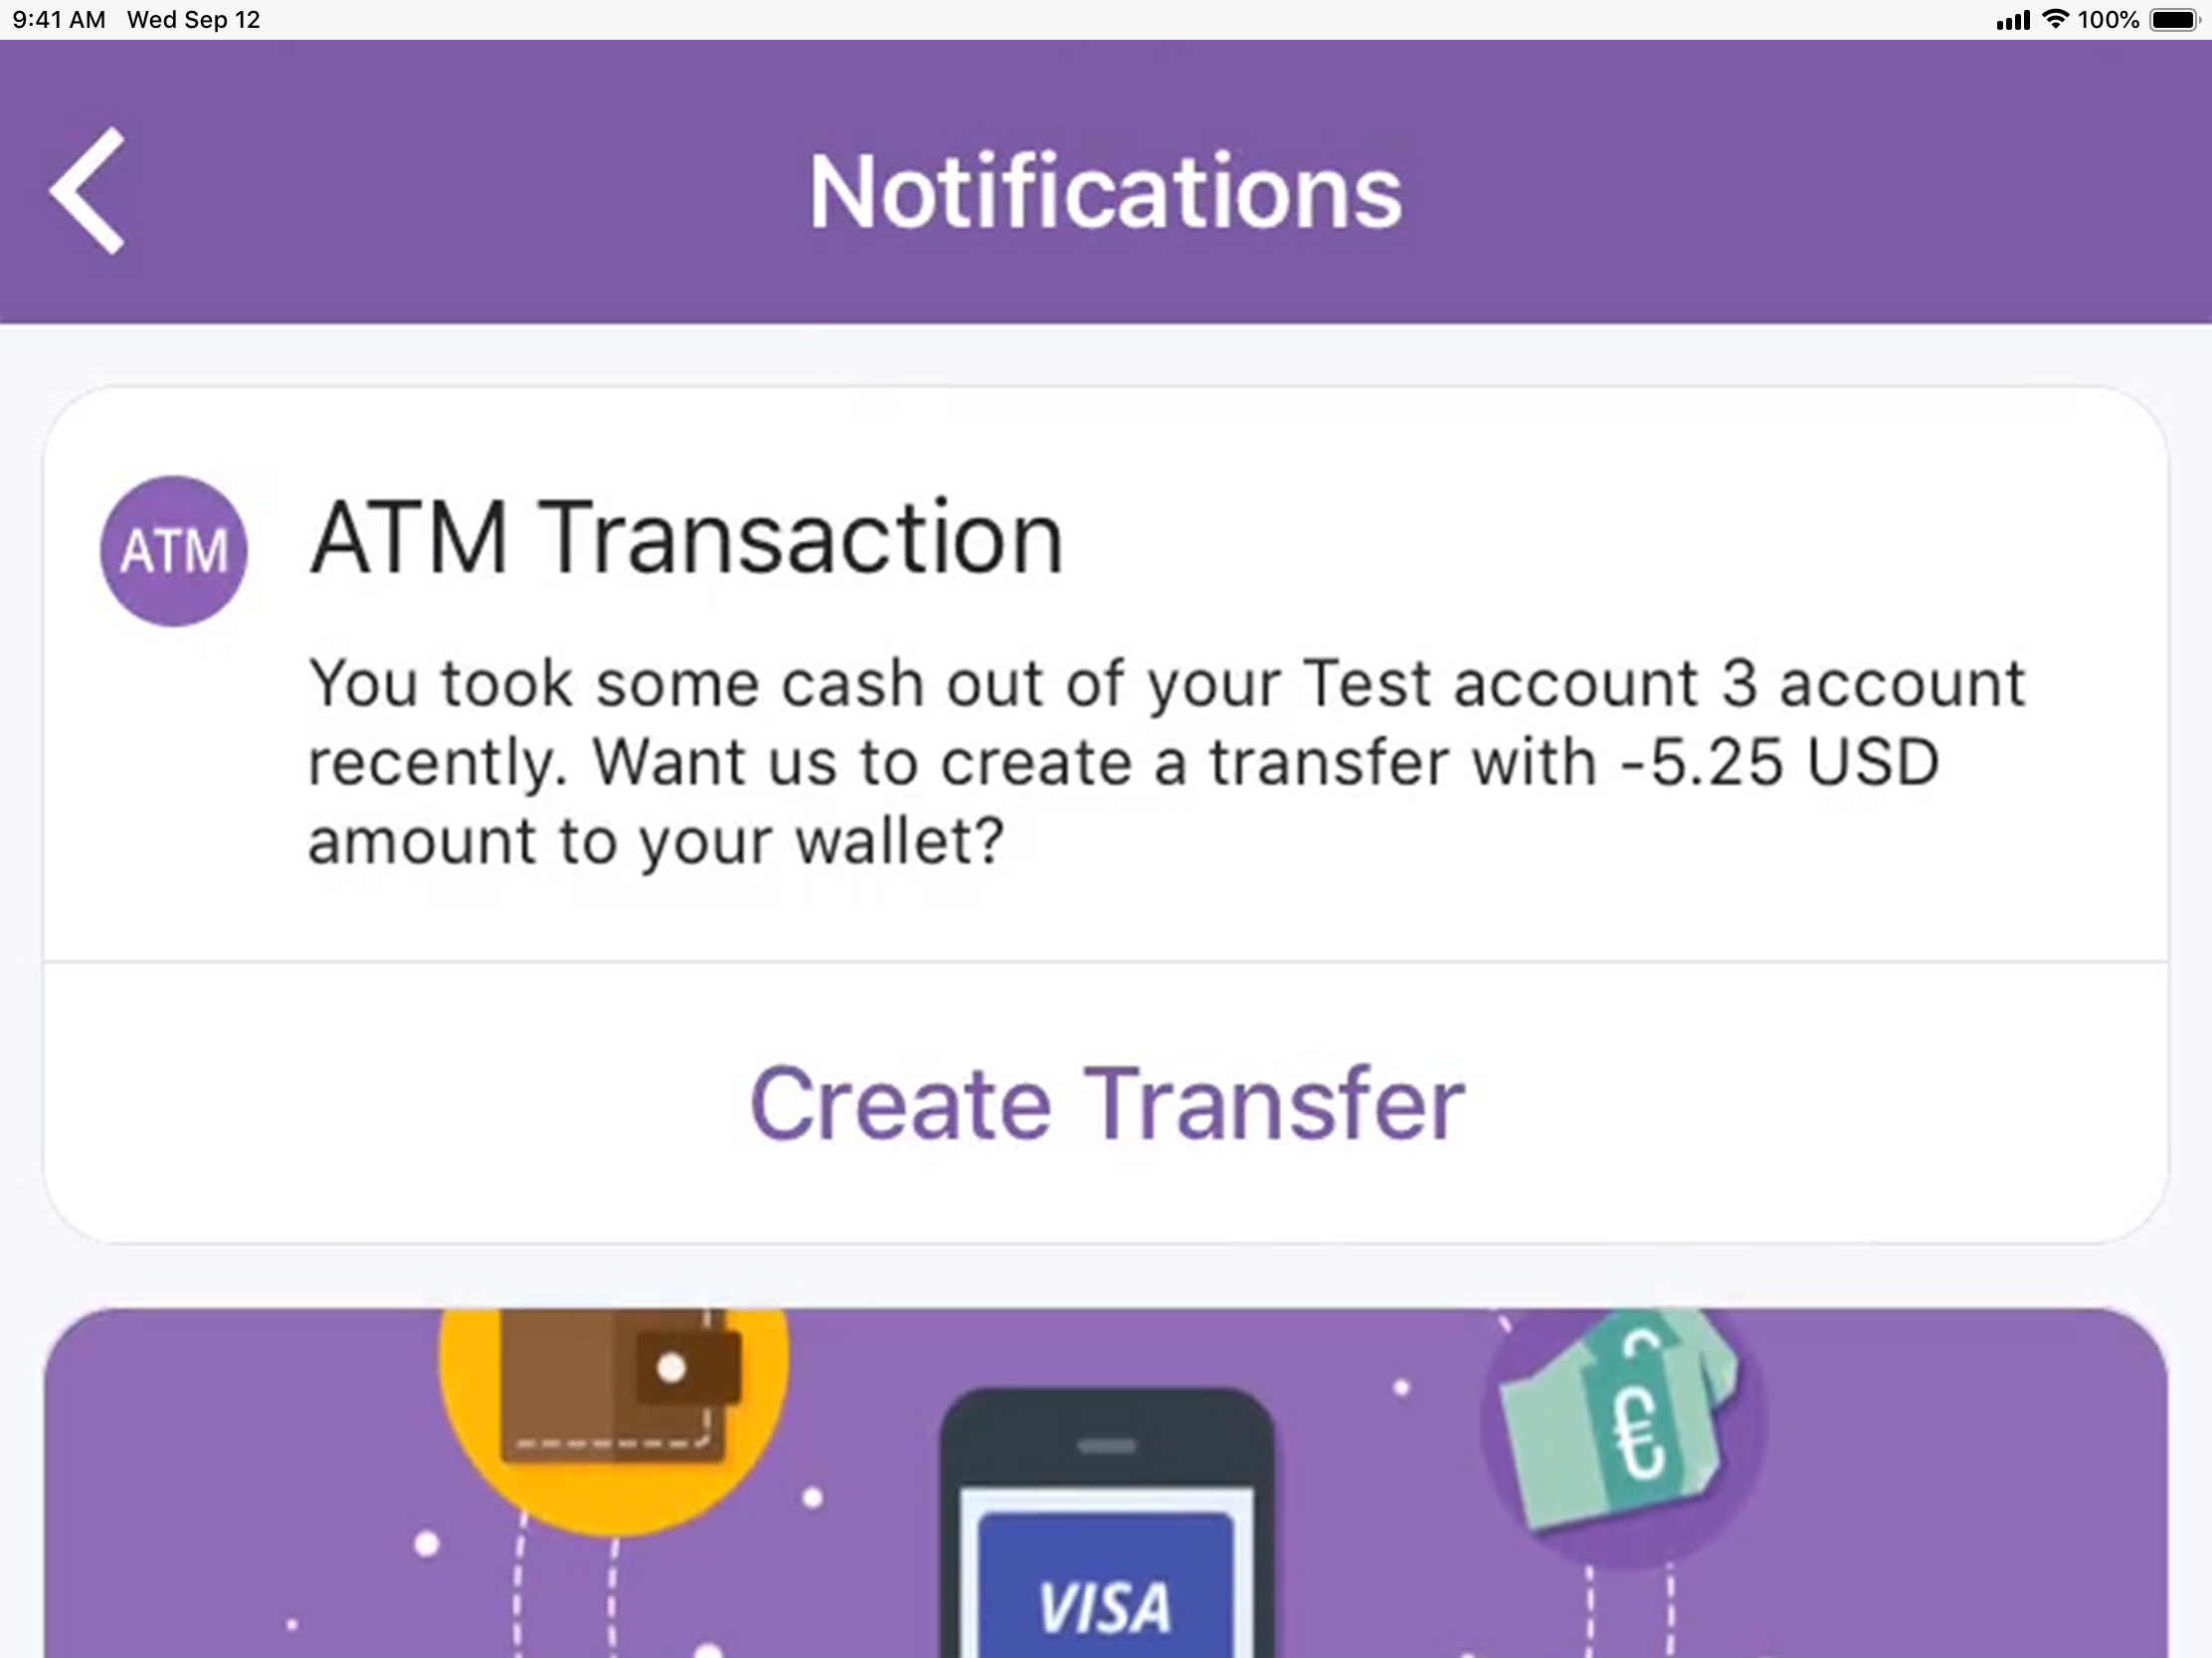 9:41 AM Wed Sep 12 100%
Notifications
ATM
ATM Transaction
You took some cash out of your Test account 3 account
recently. Want us to create a transfer with -5.25 USD
amount to your wallet?
Create Transfer
€
VISA